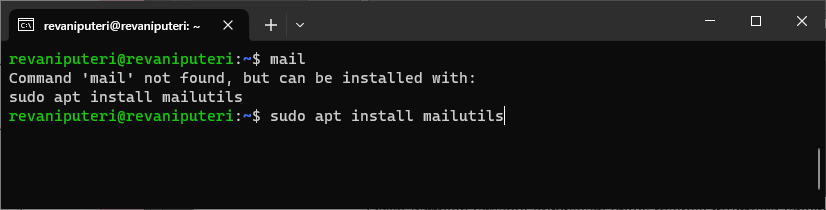 revaniputeri@revaniputeri: ~
revaniputeri@revaniputeri:~$ mail
Command 'mail' not found, but can be installed with:
sudo apt install mailutils
revaniputeri@revaniputeri:~$ sudo apt install mailutils